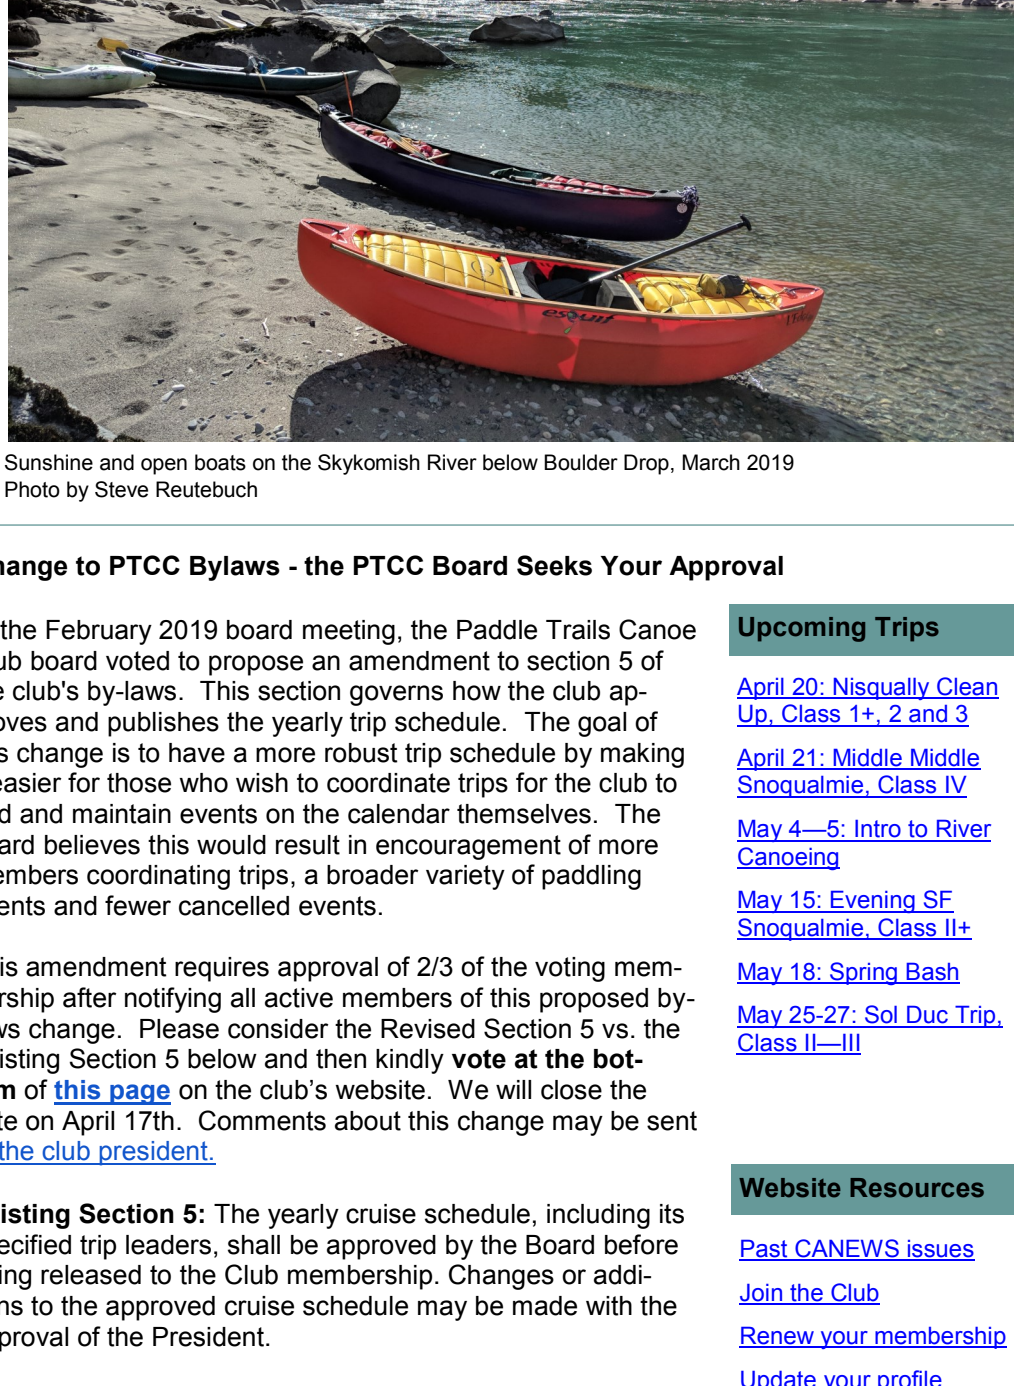 esquif
Sunshine and open boats on the Skykomish River below Boulder Drop, March 2019
Photo by Steve Reutebuch
hange to PTCC Bylaws - the PTCC Board Seeks Your Approval
the February 2019 board meeting, the Paddle Trails Canoe
ub board voted to propose an amendment to section 5 of
e club's by-laws.  This section governs how the club ap-
oves and publishes the yearly trip schedule.  The goal of
s change is to have a more robust trip schedule by making
easier for those who wish to coordinate trips for the club to
d and maintain events on the calendar themselves.  The
ard believes this would result in encouragement of more
embers coordinating trips, a broader variety of paddling
ents and fewer cancelled events.
is amendment requires approval of 2/3 of the voting mem-
rship after notifying all active members of this proposed by-
ws change.  Please consider the Revised Section 5 vs. the
isting Section 5 below and then kindly vote at the bot-
m of this page on the club’s website.  We will close the
te on April 17th.  Comments about this change may be sent
the club president.
isting Section 5: The yearly cruise schedule, including its
ecified trip leaders, shall be approved by the Board before
ing released to the Club membership. Changes or addi-
ns to the approved cruise schedule may be made with the
proval of the President.
Upcoming Trips
April 20: Nisqually Clean
Up, Class 1+, 2 and 3
April 21: Middle Middle
Snoqualmie, Class IV
May 4—5: Intro to River
Canoeing
May 15: Evening SF
Snoqualmie, Class II+
May 18: Spring Bash
May 25-27: Sol Duc Trip,
Class II—III
Website Resources
Past CANEWS issues
Join the Club
Renew your membership
Update your profile